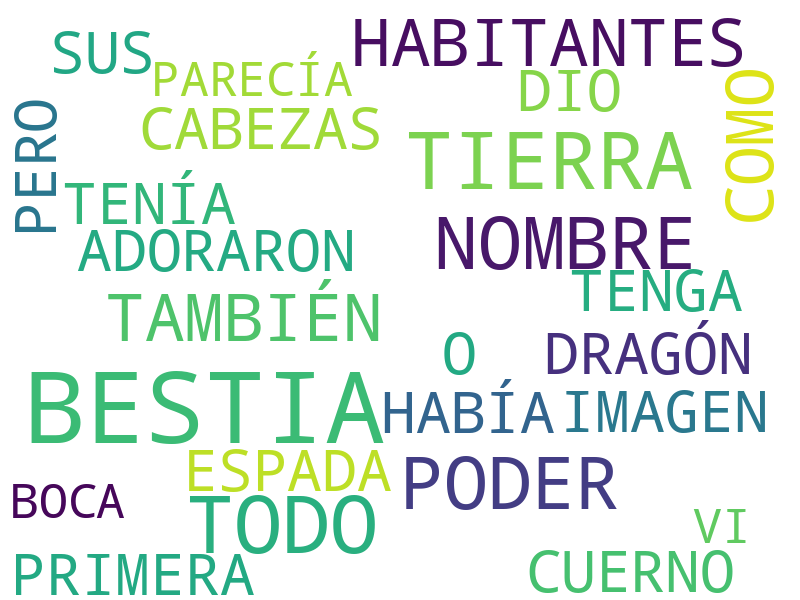 HABITANTES
SUS
PARECÍA
DIO
COMO
PERO
CABEZAS
TIERRA
TENÍA
NOMBRE
ADORARON
TENGA
TAMBIÉN
O
DRAGÓN
BESTIA
HABÍA
IMAGEN
ESPADA
PODER
BOCA
TODO
VI
PRIMERA
CUERNO